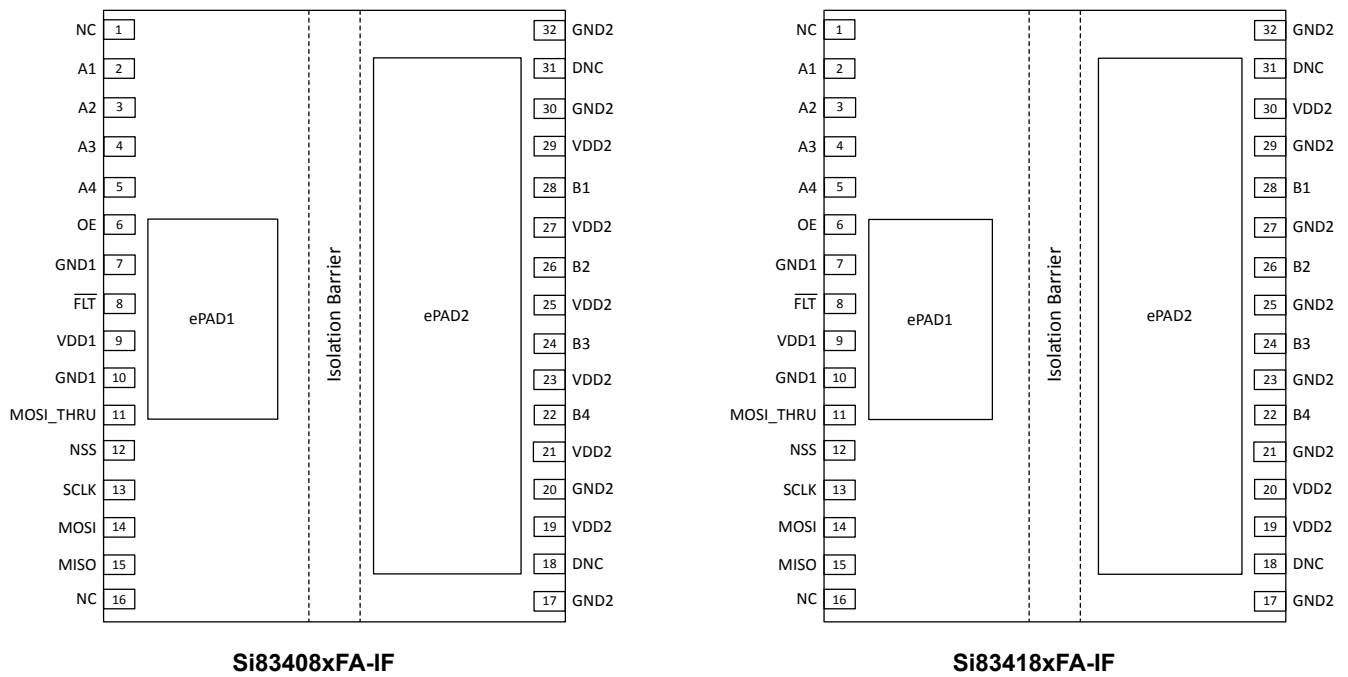 NC 1 32 GND2
A1 2 31 DNC
A2 3 30 GND2
A3 4 29 VDD2
A4 5 28 B1
OE 6 27 VDD2
GND1 7 26 B2
FLT 8 25 VDD2
VDD1 9 24 B3
GND1 10 23 VDD2
MOSI_THRU 11 22 B4
NSS 12 21 VDD2
SCLK 13 20 GND2
MOSI 14 19 VDD2
MISO 15 18 DNC
NC 16 17 GND2
ePAD1
Isolation Barrier
ePAD2
Si83408xFA-IF
NC 1 32 GND2
A1 2 31 DNC
A2 3 30 VDD2
A3 4 29 GND2
A4 5 28 B1
OE 6 27 GND2
GND1 7 26 B2
FLT 8 25 GND2
VDD1 9 24 B3
GND1 10 23 GND2
MOSI_THRU 11 22 B4
NSS 12 21 GND2
SCLK 13 20 VDD2
MOSI 14 19 VDD2
MISO 15 18 DNC
NC 16 17 GND2
ePAD1
Isolation Barrier
ePAD2
Si83418xFA-IF